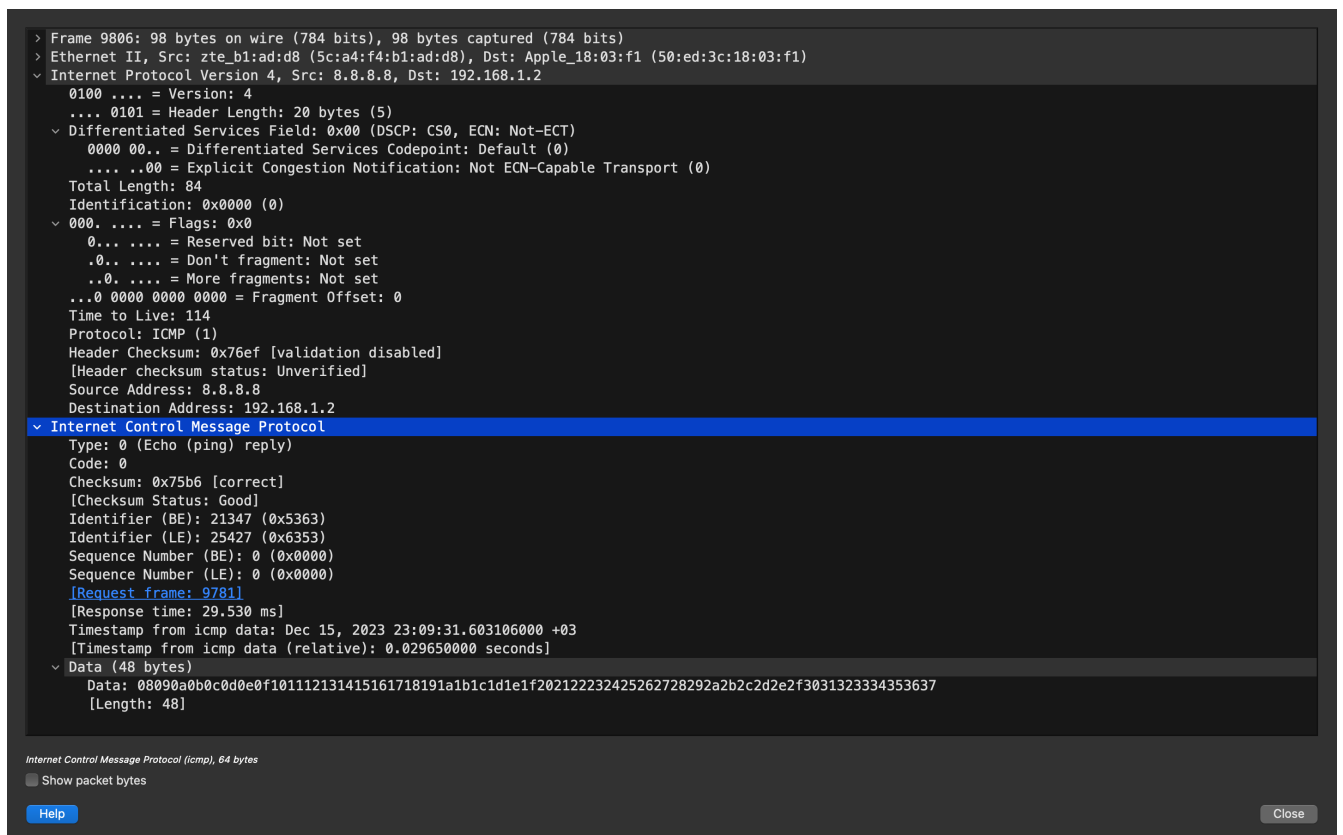 Frame 9806: 98 bytes on wire (784 bits), 98 bytes captured (784 bits)
Ethernet II, Src: zte_b1:ad:d8 (5c:a4:f4:b1:ad:d8), Dst: Apple_18:03:f1 (50:ed:3c:18:03:f1)
Internet Protocol Version 4, Src: 8.8.8.8, Dst: 192.168.1.2
0100 .... = Version: 4
.... 0101 = Header Length: 20 bytes (5)
Differentiated Services Field: 0x00 (DSCP: CS0, ECN: Not-ECT)
0000 00.. = Differentiated Services Codepoint: Default (0)
.... ..00 = Explicit Congestion Notification: Not ECN-Capable Transport (0)
Total Length: 84
Identification: 0x0000 (0)
000. .... = Flags: 0x0
0... .... = Reserved bit: Not set
.0.. .... = Don't fragment: Not set
..0. .... = More fragments: Not set
...0 0000 0000 0000 = Fragment Offset: 0
Time to Live: 114
Protocol: ICMP (1)
Header Checksum: 0x76ef [validation disabled]
[Header checksum status: Unverified]
Source Address: 8.8.8.8
Destination Address: 192.168.1.2
Internet Control Message Protocol
Type: 0 (Echo (ping) reply)
Code: 0
Checksum: 0x75b6 [correct]
[Checksum Status: Good]
Identifier (BE): 21347 (0x5363)
Identifier (LE): 25427 (0x6353)
Sequence Number (BE): 0 (0x0000)
Sequence Number (LE): 0 (0x0000)
[Request frame: 9781]
[Response time: 29.530 ms]
Timestamp from icmp data: Dec 15, 2023 23:09:31.603106000 +03
[Timestamp from icmp data (relative): 0.029650000 seconds]
Data (48 bytes)
Data: 08090a0b0c0d0e0f101112131415161718191a1b1c1d1e1f202122232425262728292a2b2c2d2e2f3031323334353637
[Length: 48]
Internet Control Message Protocol (icmp), 64 bytes
Show packet bytes
Help
Close